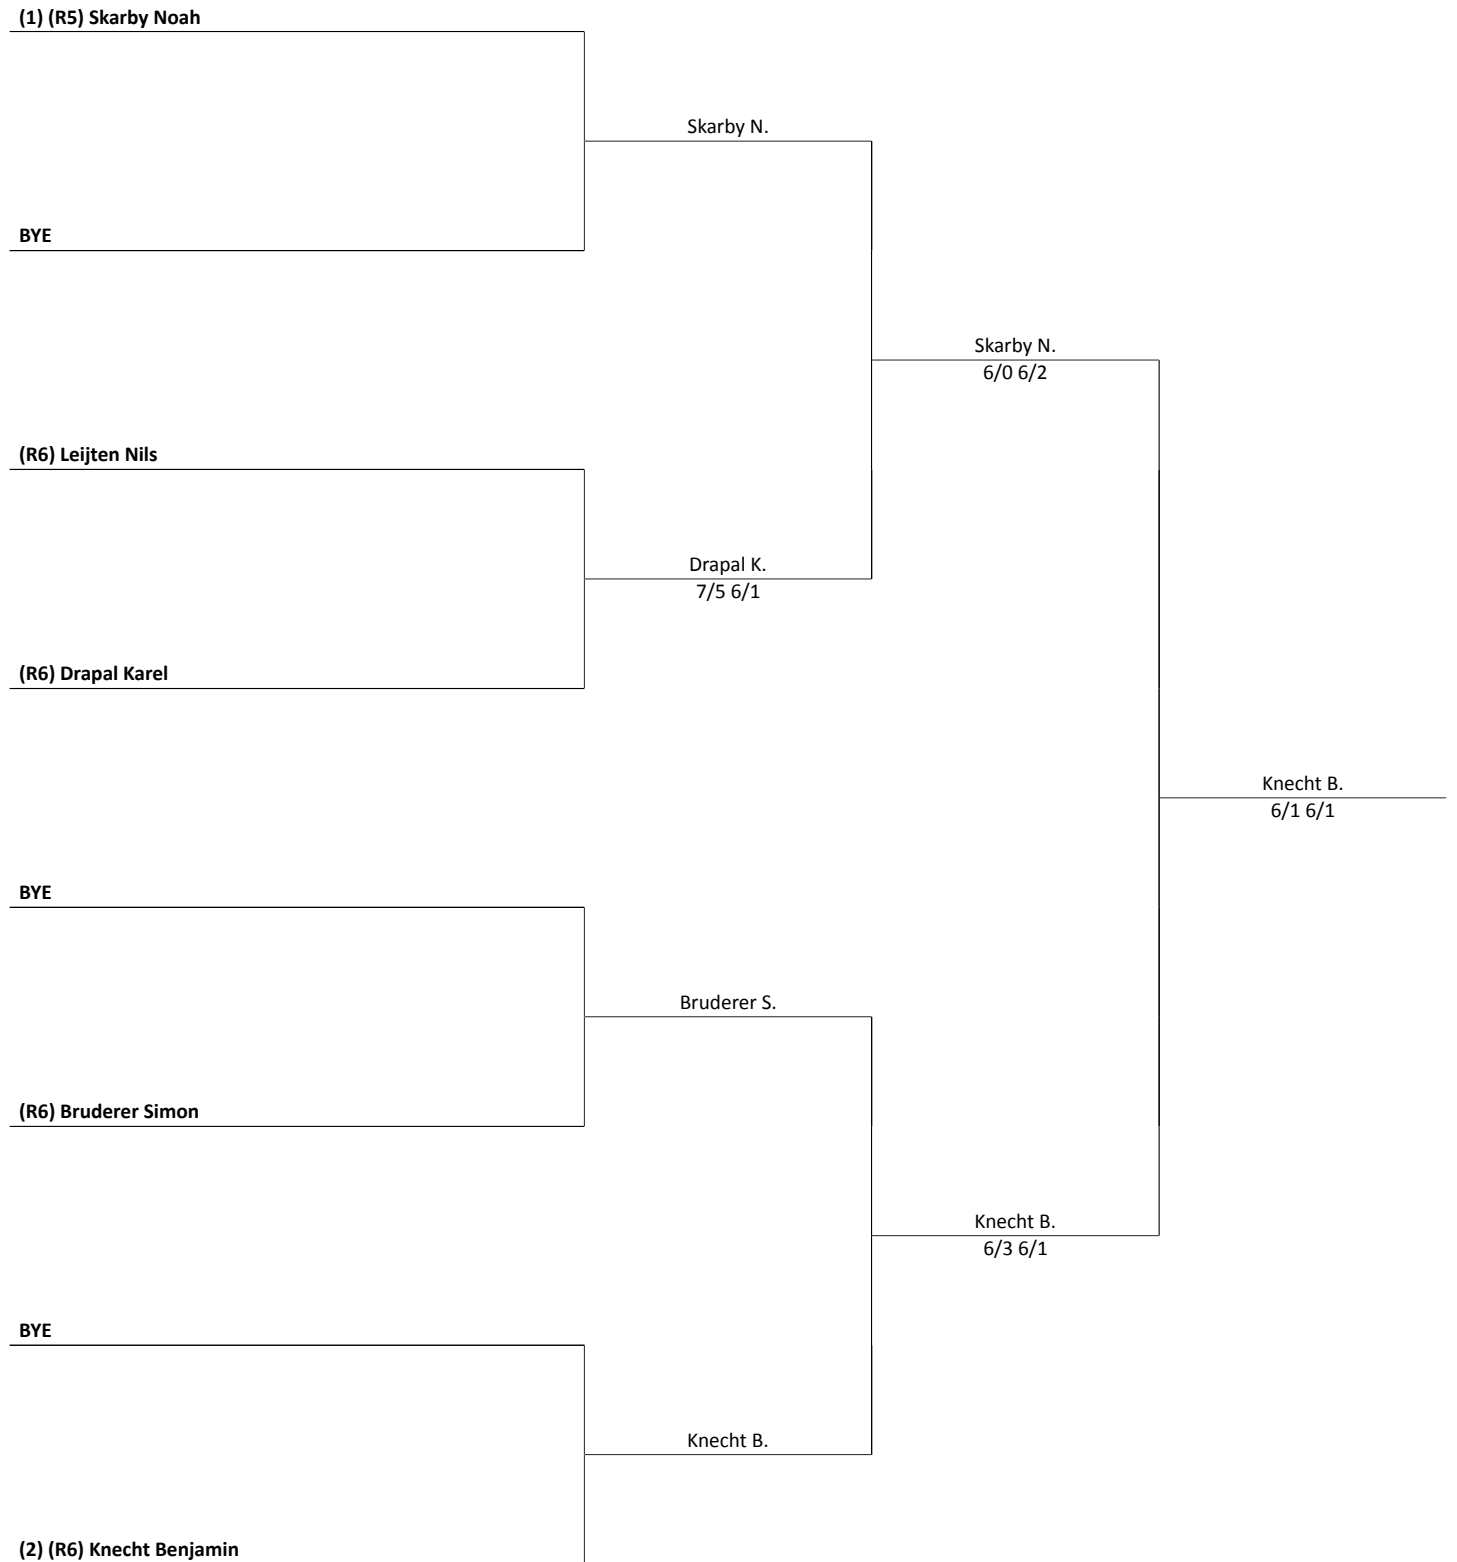 (1) (R5) Skarby Noah
Skarby N.
BYE
Skarby N.
6/0 6/2
(R6) Leijten Nils
Drapal K.
7/5 6/1
(R6) Drapal Karel
Knecht B.
6/1 6/1
BYE
Bruderer S.
(R6) Bruderer Simon
Knecht B.
6/3 6/1
BYE
Knecht B.
(2) (R6) Knecht Benjamin